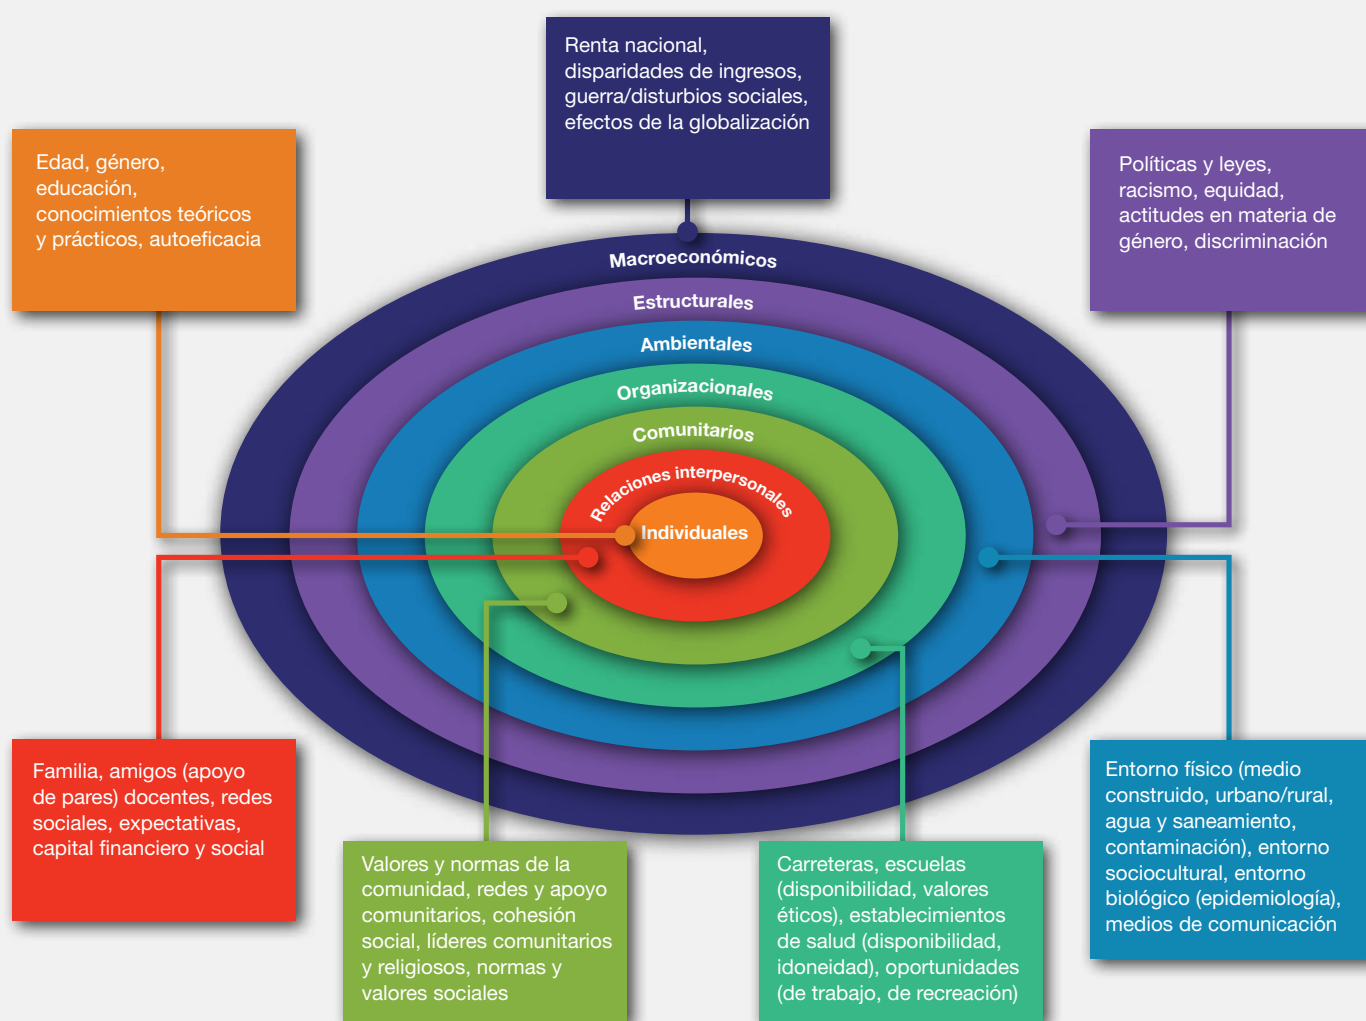 Renta nacional,
disparidades de ingresos,
guerra/disturbios sociales,
efectos de la globalización
Edad, género,
educación,
conocimientos teóricos
y prácticos, autoeficacia
Políticas y leyes,
racismo, equidad,
actitudes en materia de
género, discriminación
Macroeconómicos
Estructurales
Ambientales
Organizacionales
Comunitarios
Relaciones interpersonales
Individuales
Familia, amigos (apoyo
de pares) docentes, redes
sociales, expectativas,
capital financiero y social
Valores y normas de la
comunidad, redes y apoyo
comunitarios, cohesión
social, líderes comunitarios
y religiosos, normas y
valores sociales
Carreteras, escuelas
(disponibilidad, valores
éticos), establecimientos
de salud (disponibilidad,
idoneidad), oportunidades
(de trabajo, de recreación)
Entorno físico (medio
construido, urbano/rural,
agua y saneamiento,
contaminación), entorno
sociocultural, entorno
biológico (epidemiología),
medios de comunicación